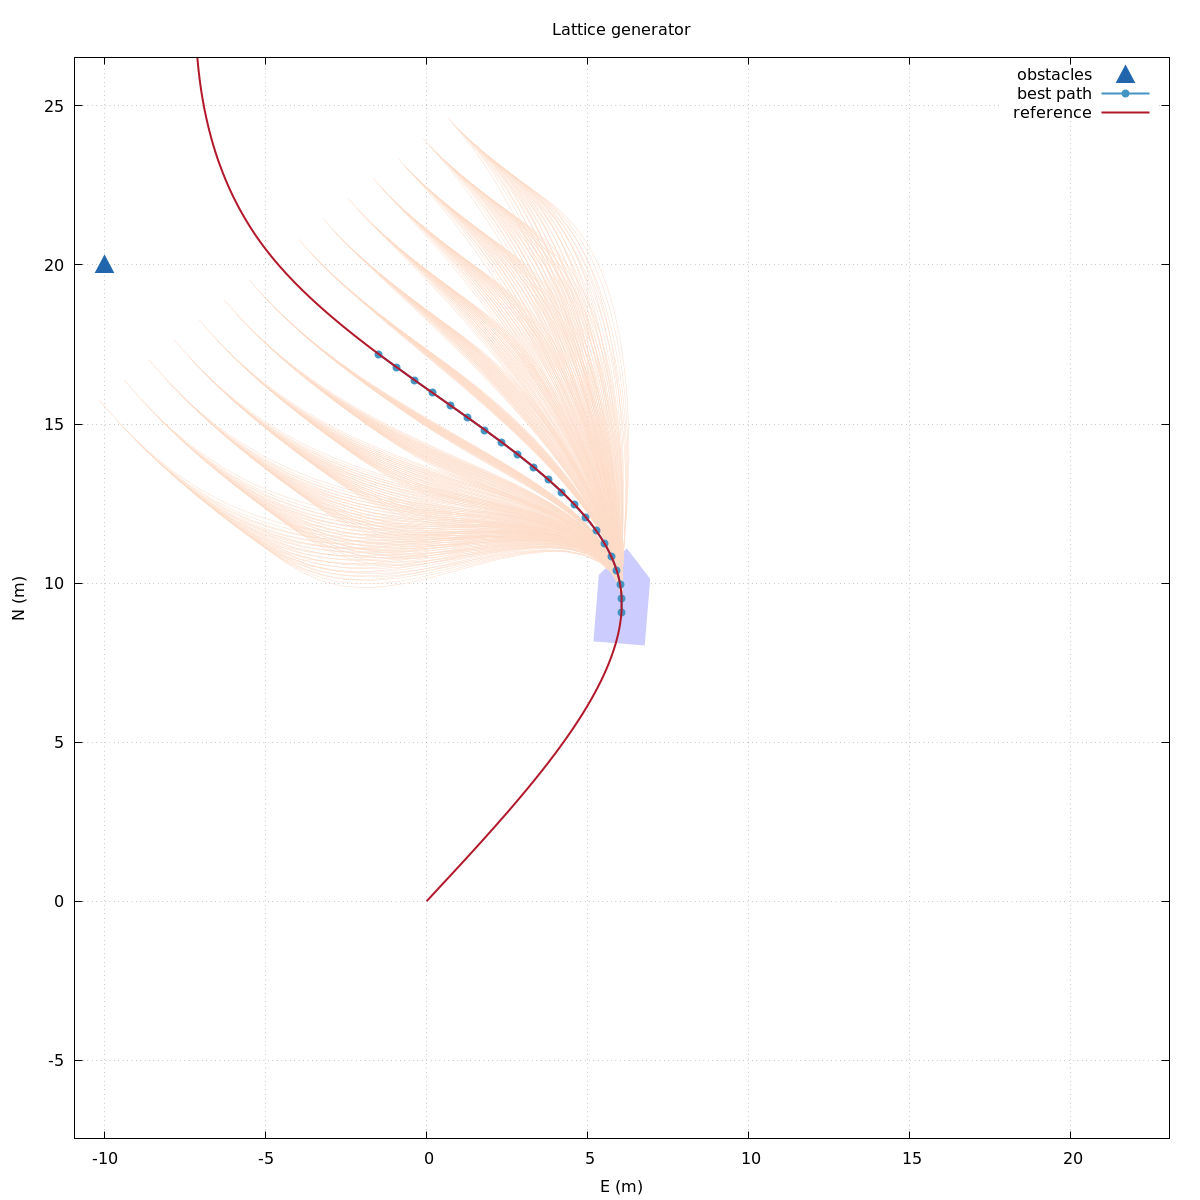 Lattice generator
obstacles
best path
reference
25
20
15
10
5
0
-5
N (m)
-10 -5 0 5 10 15 20
E (m)